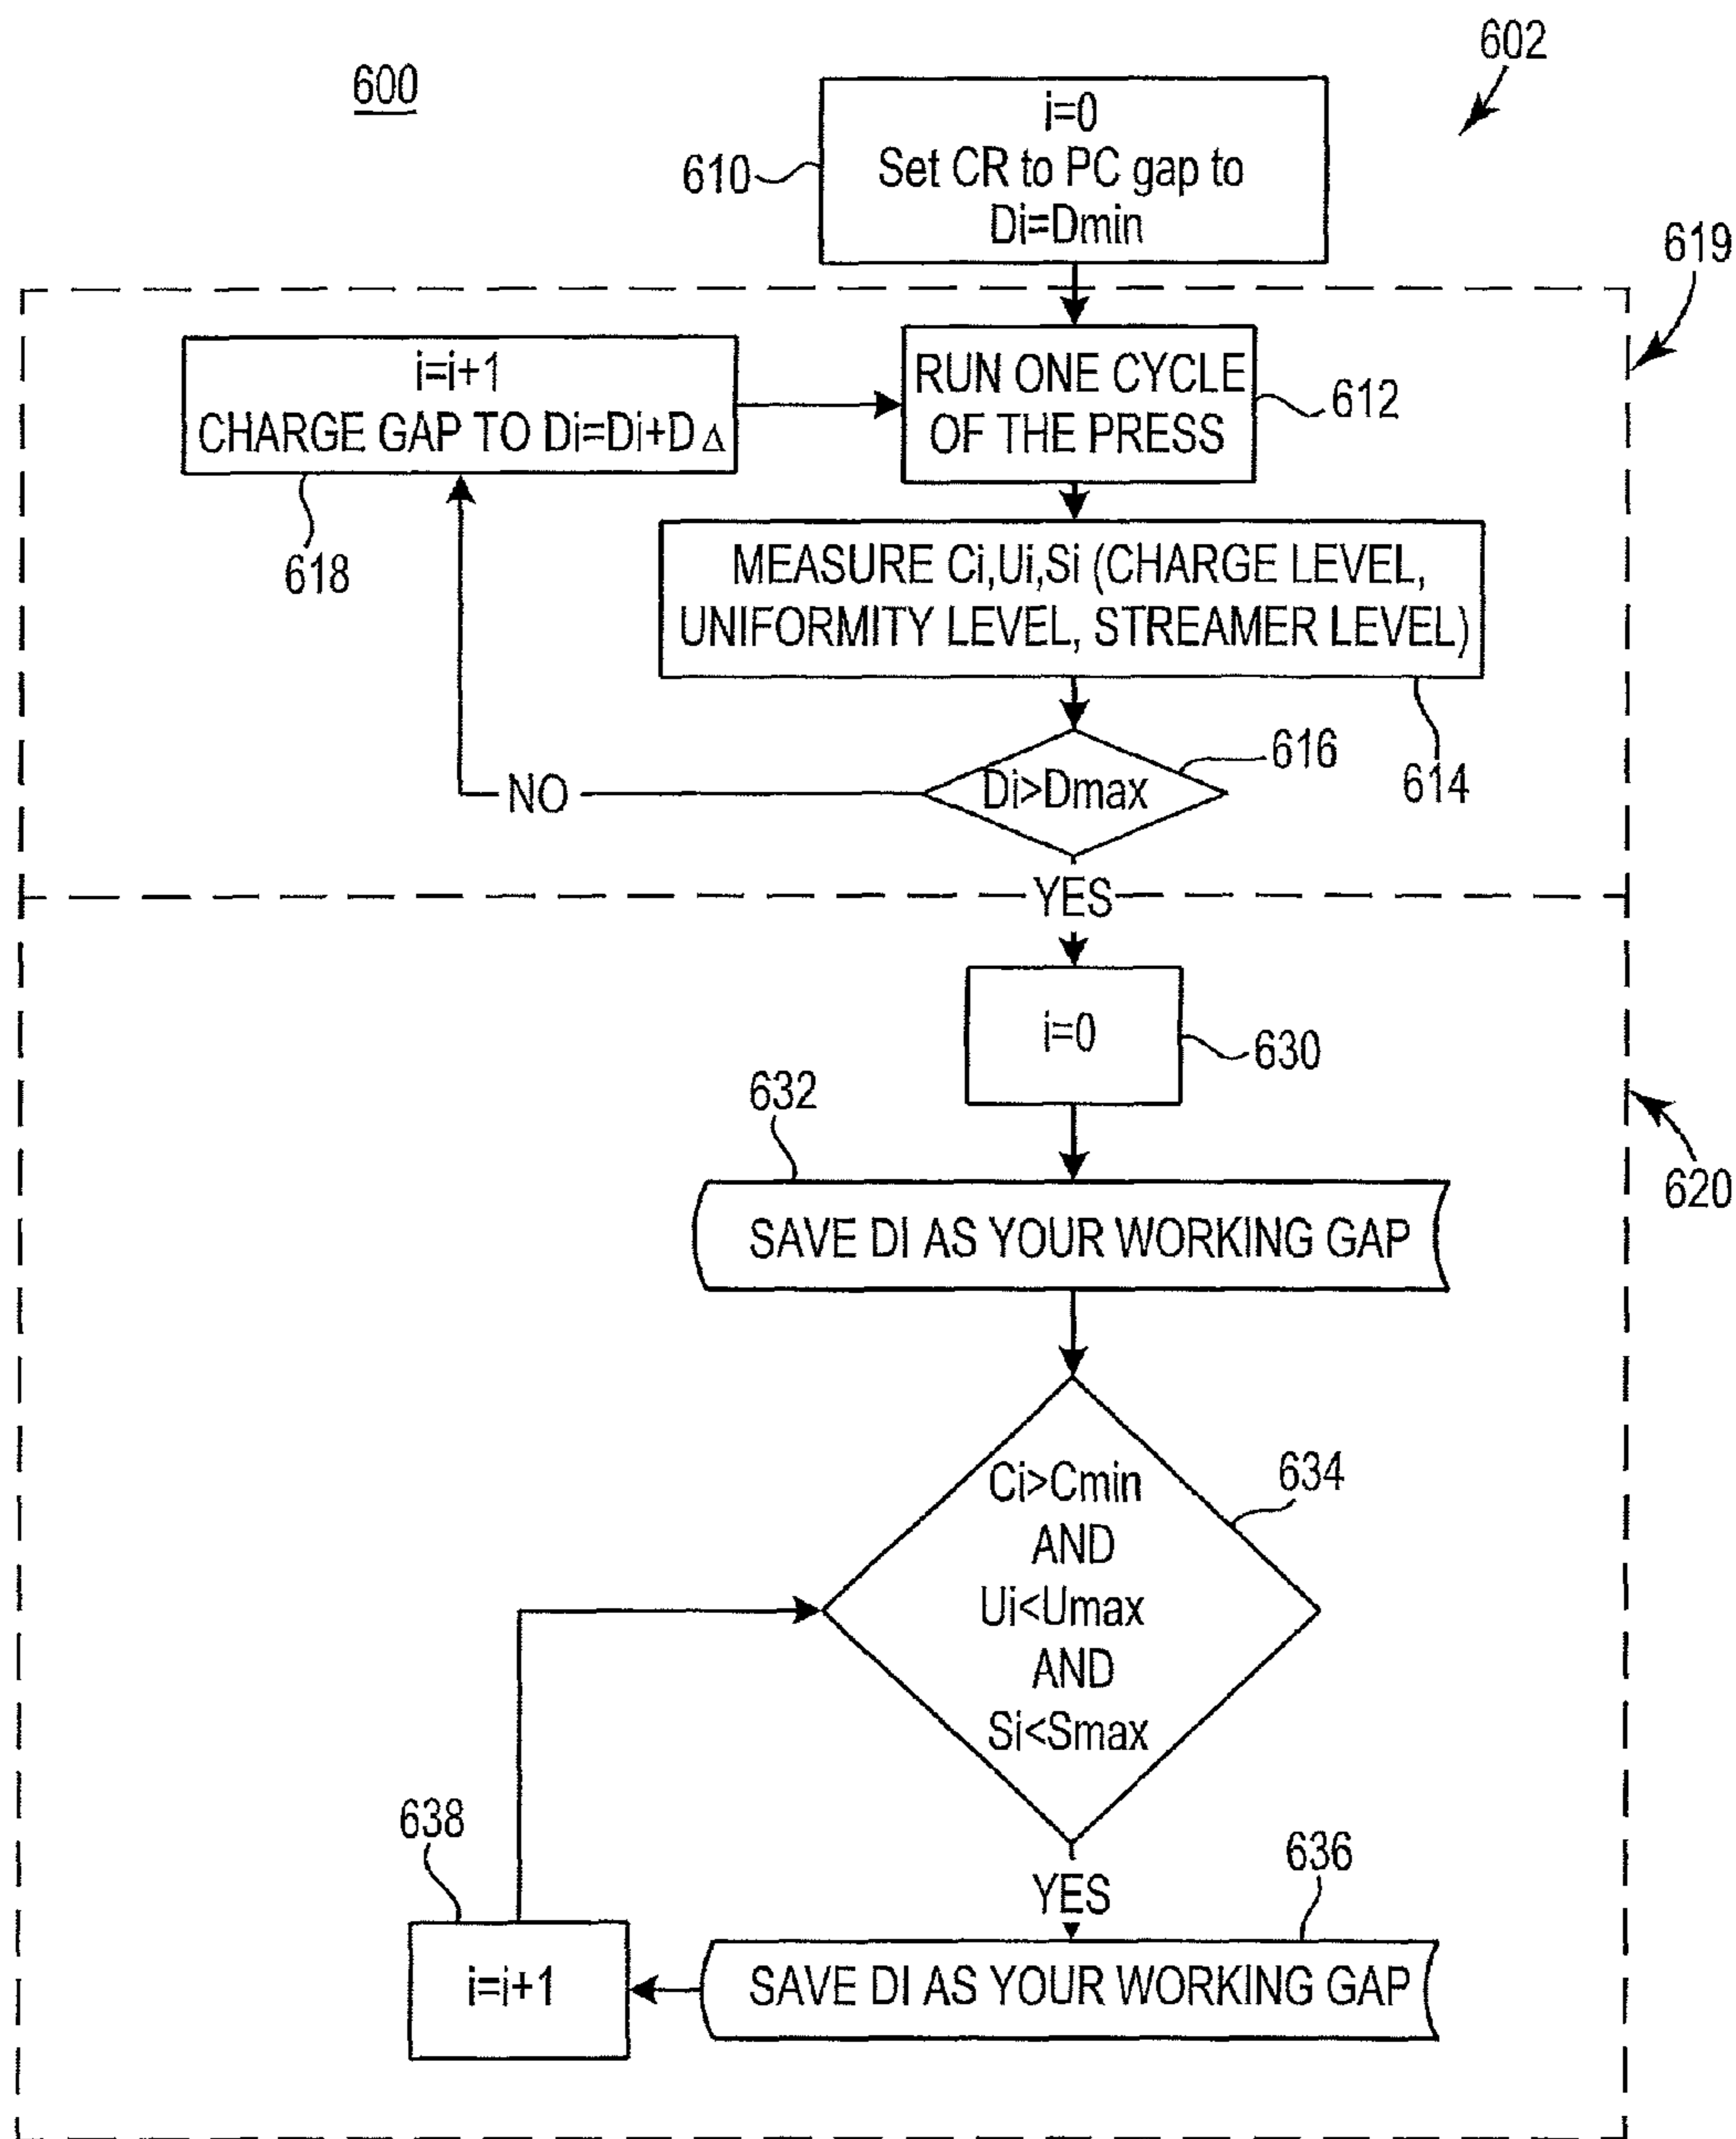 600
602
i=0
Set CR to PC gap to
Di=Dmin
610
619
i=i+1
CHARGE GAP TO Di=Di+D Δ
618
RUN ONE CYCLE
OF THE PRESS
612
MEASURE Ci,Ui,Si (CHARGE LEVEL,
UNIFORMITY LEVEL, STREAMER LEVEL)
614
Di>Dmax
616
NO
YES
i=0
630
620
632
SAVE DI AS YOUR WORKING GAP
Ci>Cmin
AND
Ui<Umax
AND
Si<Smax
634
YES
636
SAVE DI AS YOUR WORKING GAP
638
i=i+1